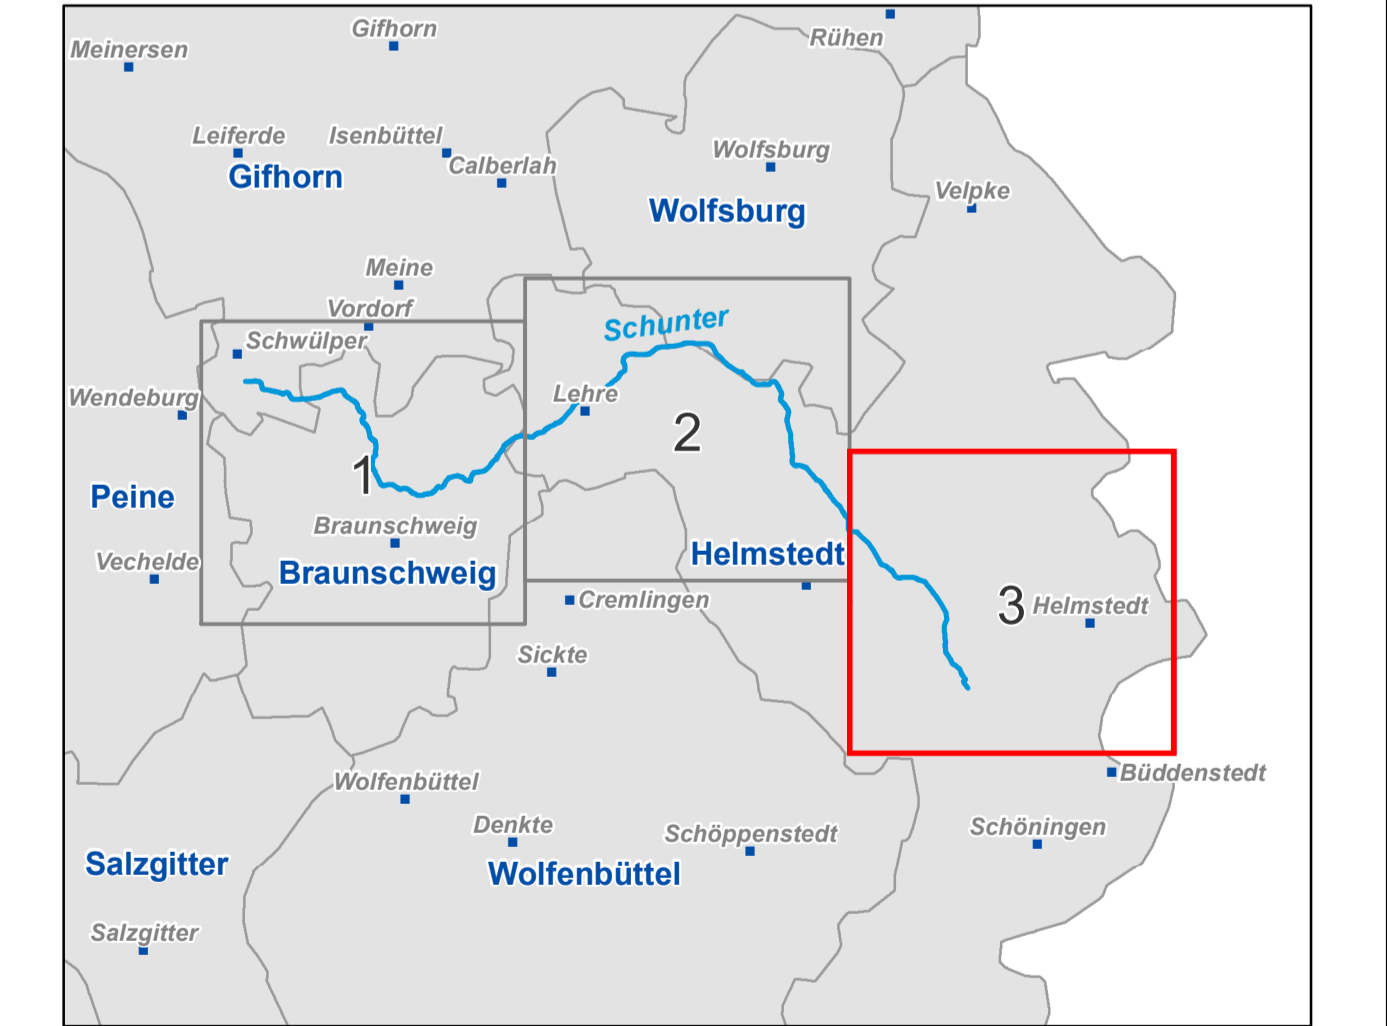 Gifhorn
Rühen
Meinersen
Leiferde
Isenbüttel
Wolfsburg
Calberlah
Gifhorn
Velpke
Wolfsburg
Meine
Vordorf
Schunter
Schwülper
Lehre
Wendeburg
2
1
Peine
Braunschweig
Helmstedt
Vechelde
Braunschweig
Cremlingen
3
Helmstedt
Sickte
Büddenstedt
Wolfenbüttel
Denkte
Schöppenstedt
Schöningen
Salzgitter
Wolfenbüttel
Salzgitter